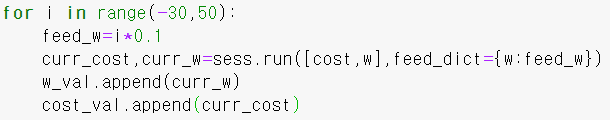 for i in range(-30,50):
    feed_w=i*0.1
    curr_cost,curr_w=sess.run([cost,w],feed_dict={w:feed_w})
    w_val.append(curr_w)
    cost_val.append(curr_cost)